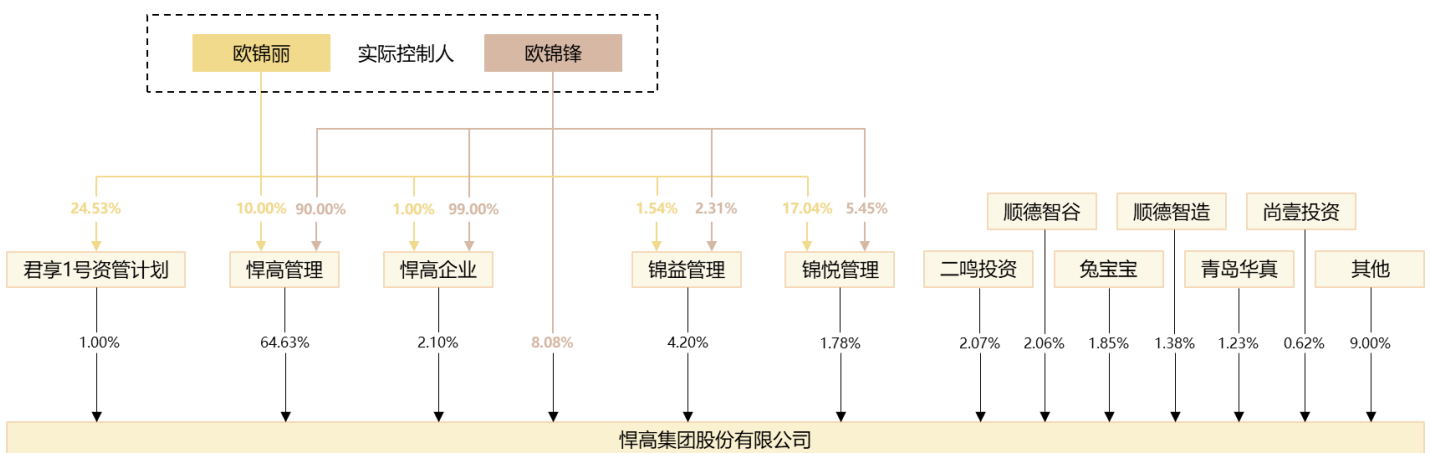 欧锦丽 实际控制人 欧锦锋
24.53% 10.00% 90.00% 1.00% 99.00% 1.54% 2.31% 17.04% 5.45%
顺德智谷 顺德智造 尚壹投资
君享1号资管计划 悍高管理 悍高企业 锦益管理 锦悦管理 二鸣投资 兔宝宝 青岛华真 其他
1.00% 64.63% 2.10% 8.08% 4.20% 1.78% 2.07% 2.06% 1.85% 1.38% 1.23% 0.62% 9.00%
悍高集团股份有限公司